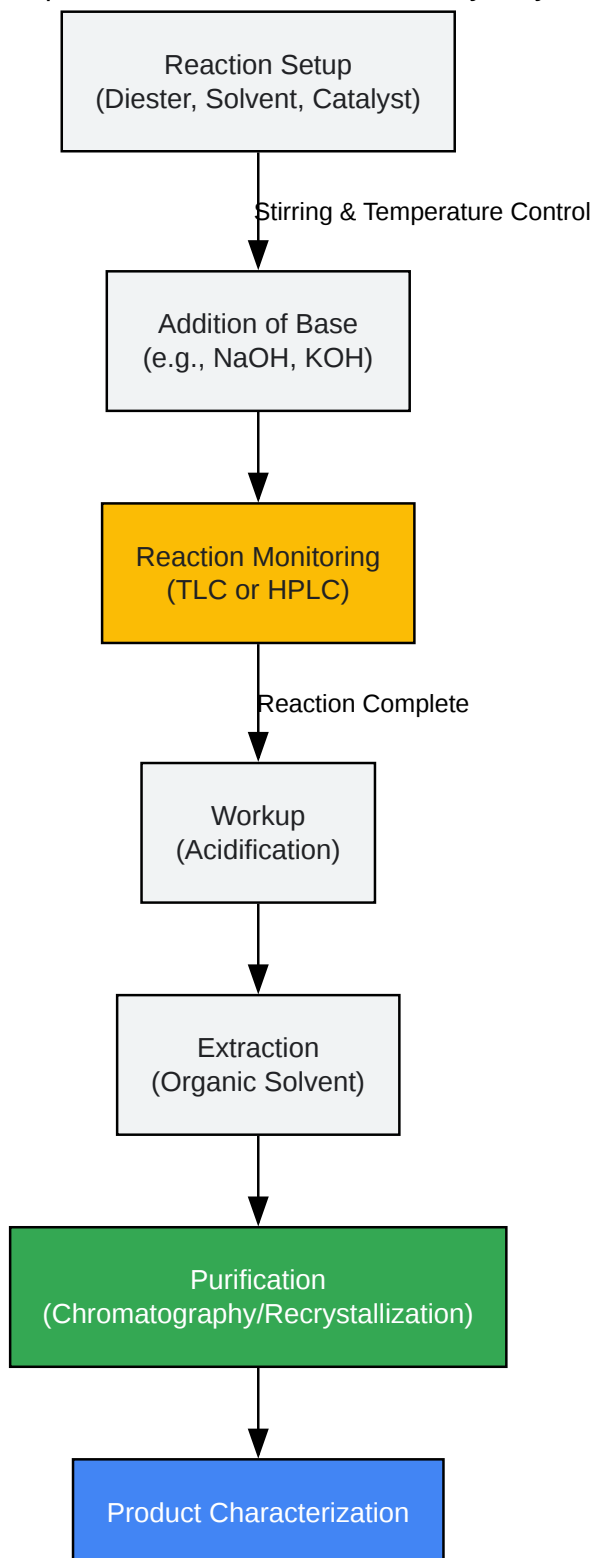 Reaction Setup
(Diester, Solvent, Catalyst)
Stirring & Temperature Control
Addition of Base
(e.g., NaOH, KOH)
Reaction Monitoring
(TLC or HPLC)
Reaction Complete
Workup
(Acidification)
Extraction
(Organic Solvent)
Purification
(Chromatography/Recrystallization)
Product Characterization